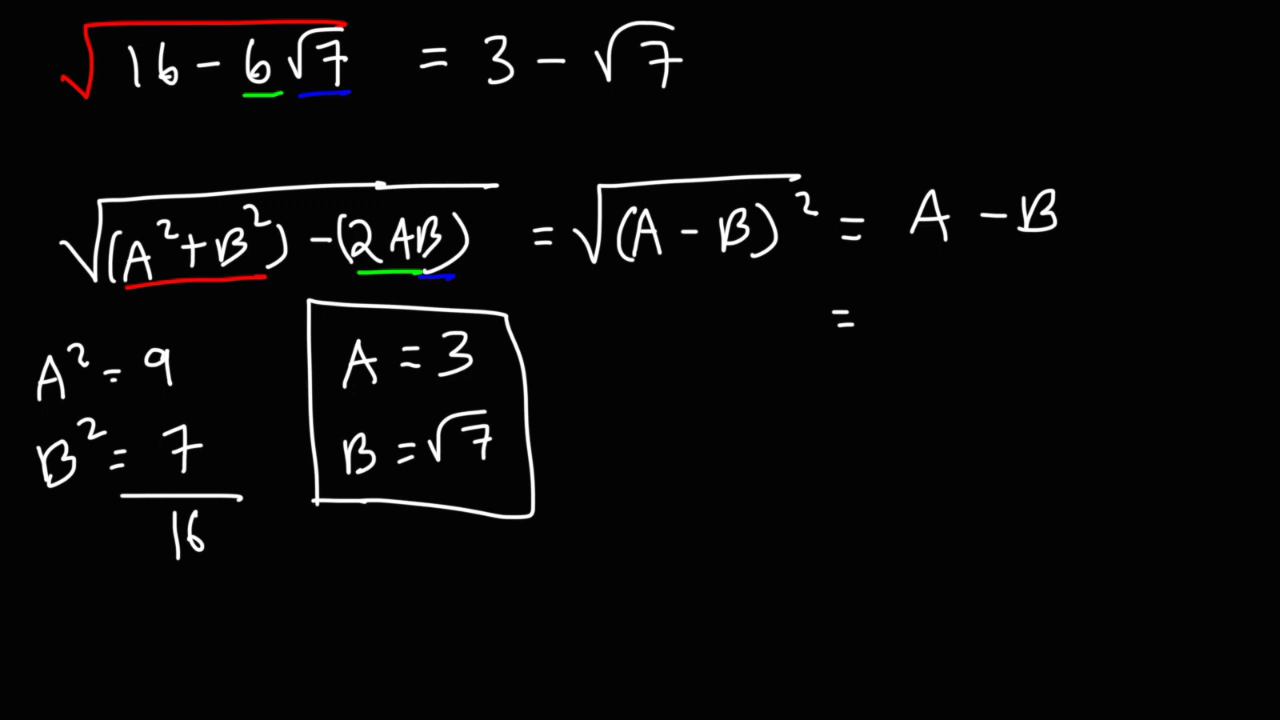 √(16 - 6√7) = 3 - √7
√((A²+B²) - (2AB)) = √((A - B)²) = A - B
=
A² = 9
B² = 7
16
A = 3
B = √7